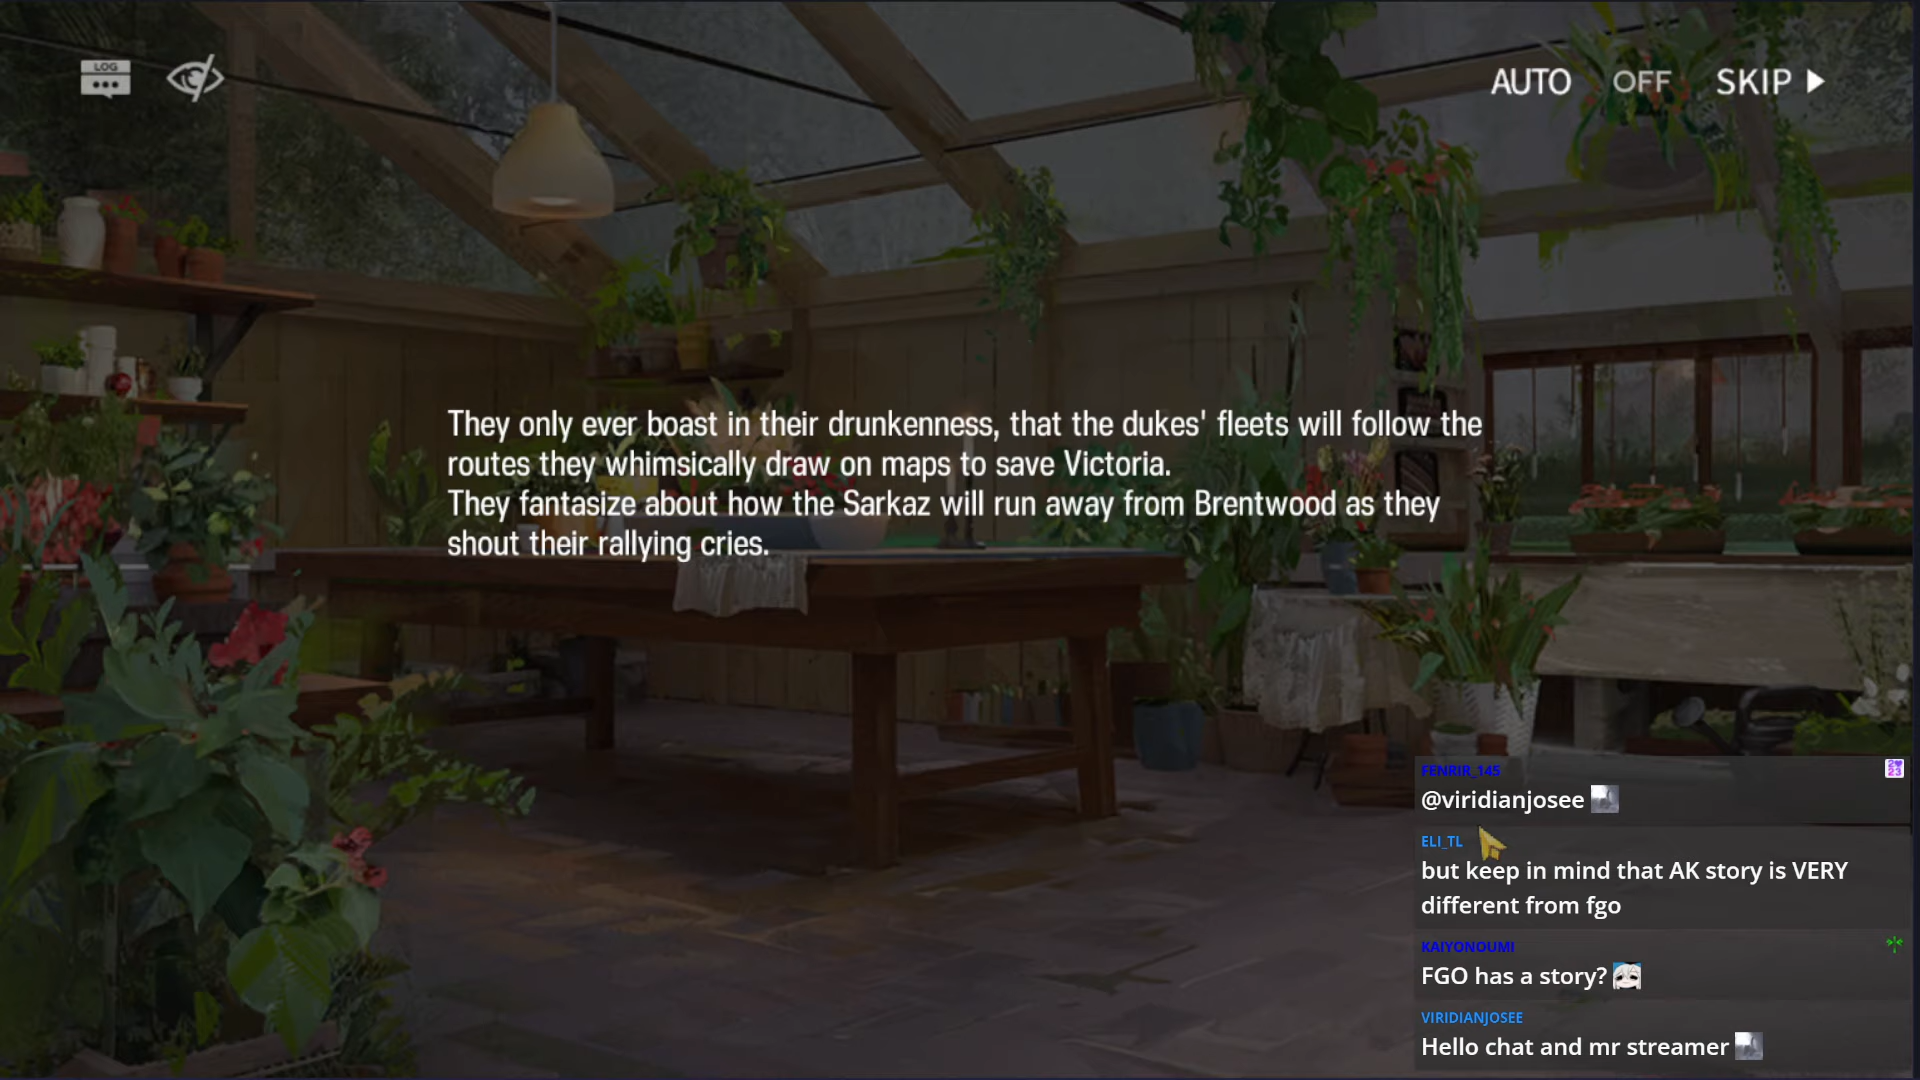 LOG
AUTO OFF SKIP
They only ever boast in their drunkenness, that the dukes' fleets will follow the
routes they whimsically draw on maps to save Victoria.
They fantasize about how the Sarkaz will run away from Brentwood as they
shout their rallying cries.
FENRIR_145
@viridianjosee
ELI_TL
but keep in mind that AK story is VERY
different from fgo
KAIYONOUMI
FGO has a story?
VIRIDIANJOSEE
Hello chat and mr streamer